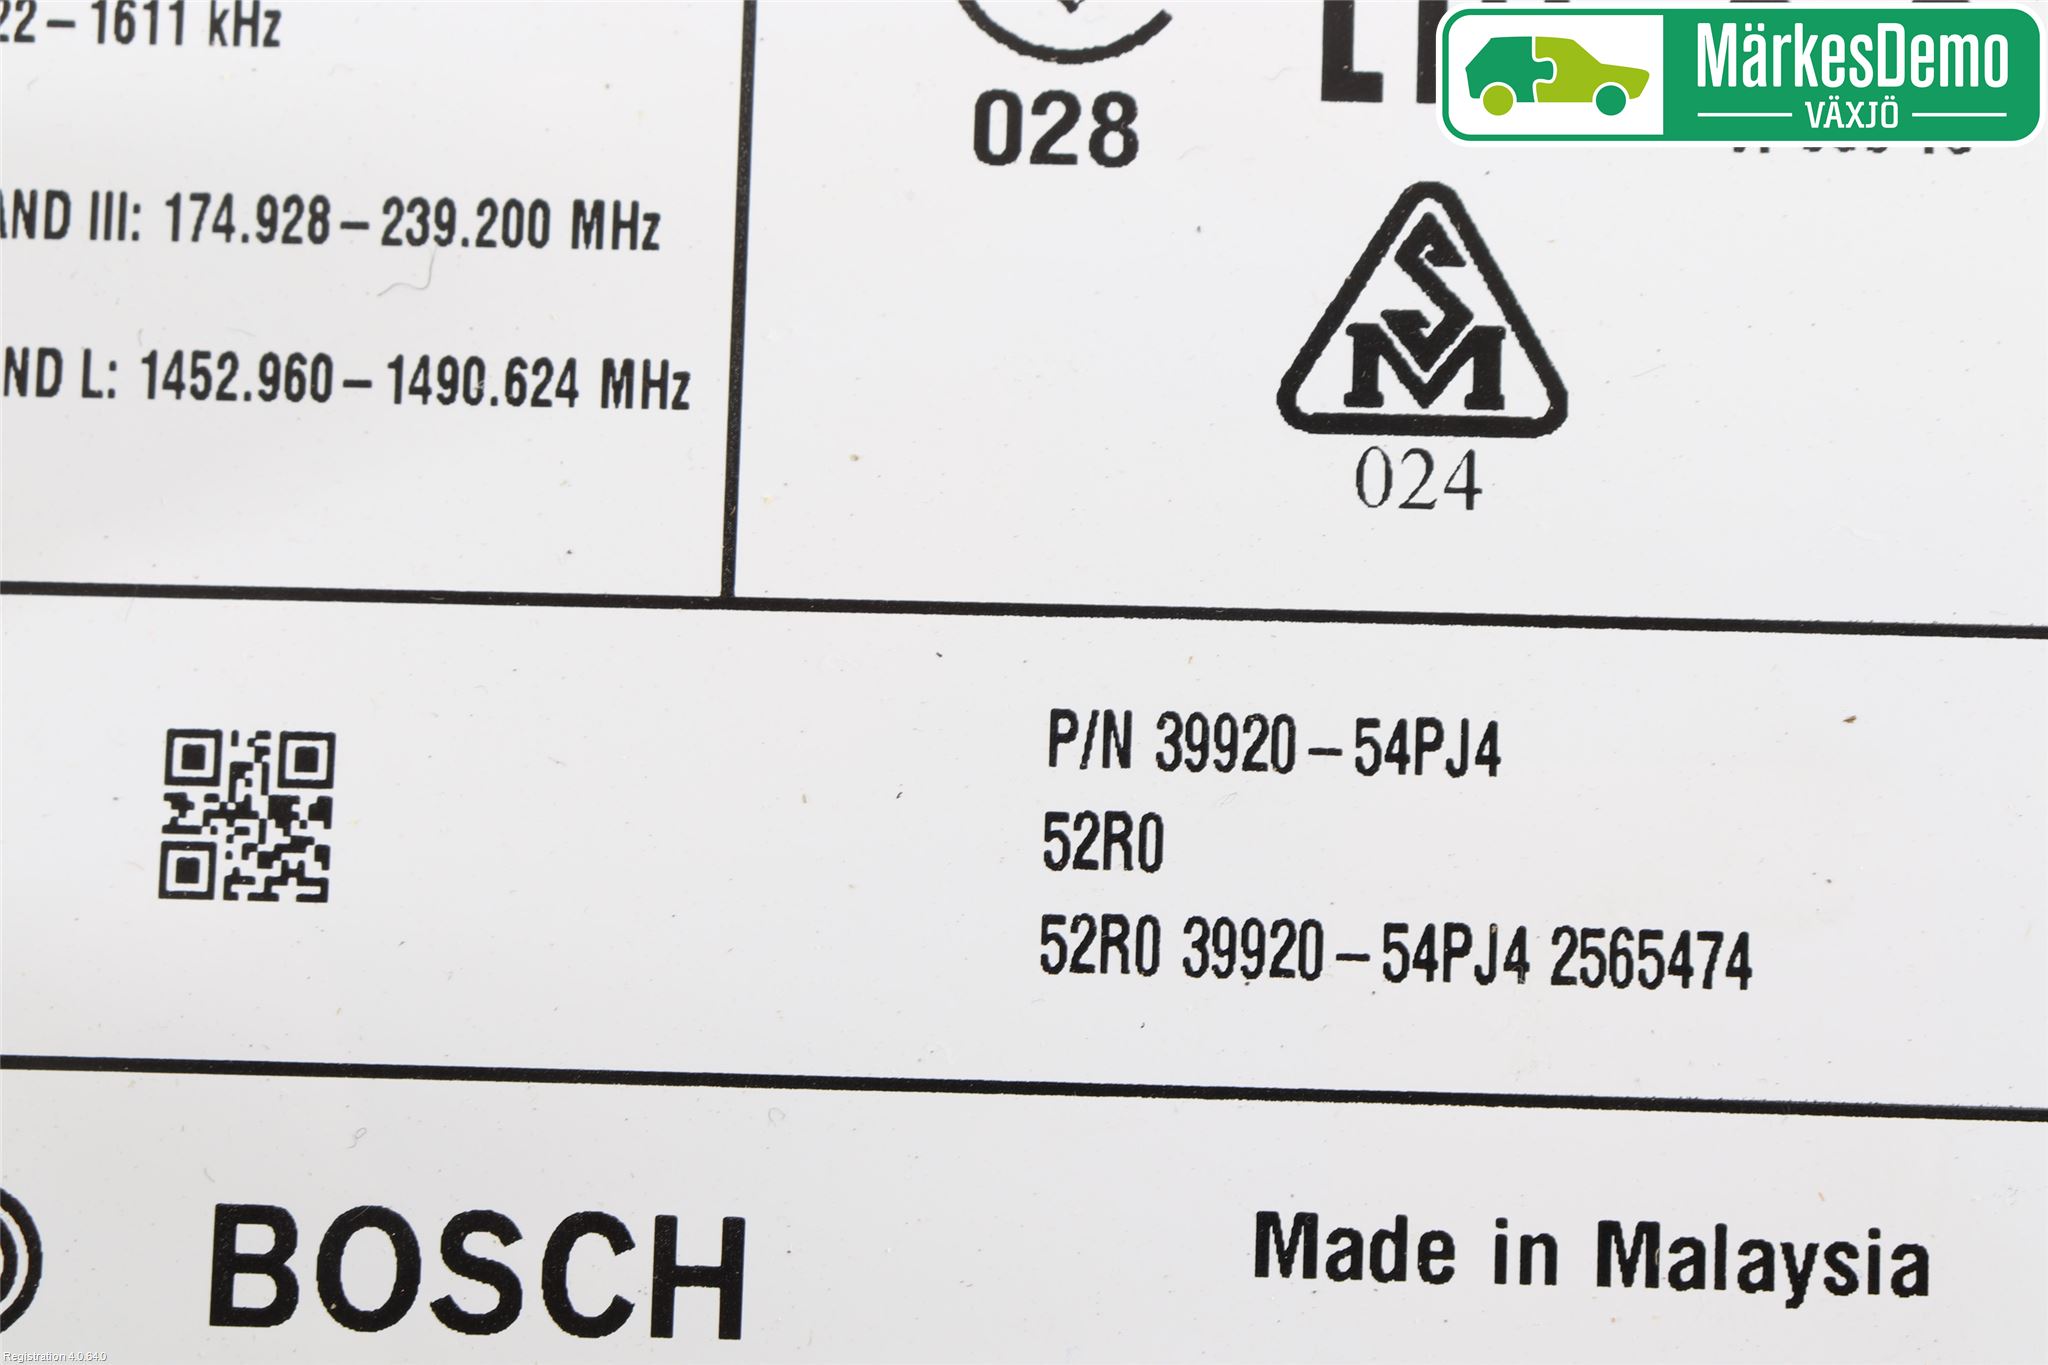 22 – 1611 kHz
028
MärkesDemo
VÄXJÖ
AND III: 174.928 – 239.200 MHz
SM
ND L: 1452.960 – 1490.624 MHz
024
P/N 39920 – 54PJ4
52R0
52R0 39920 – 54PJ4 2565474
BOSCH
Made in Malaysia
Registration 4.0.64.0